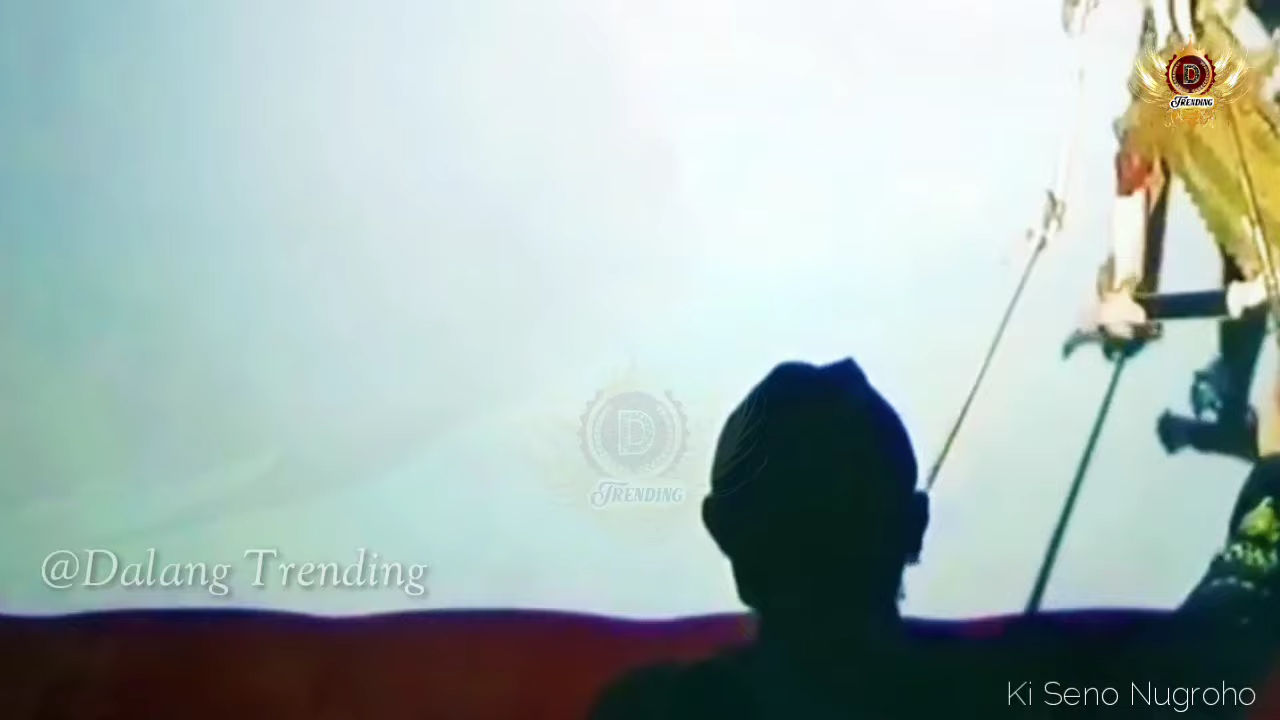 D
TRENDING
D
TRENDING
@Dalang Trending
Ki Seno Nugroho